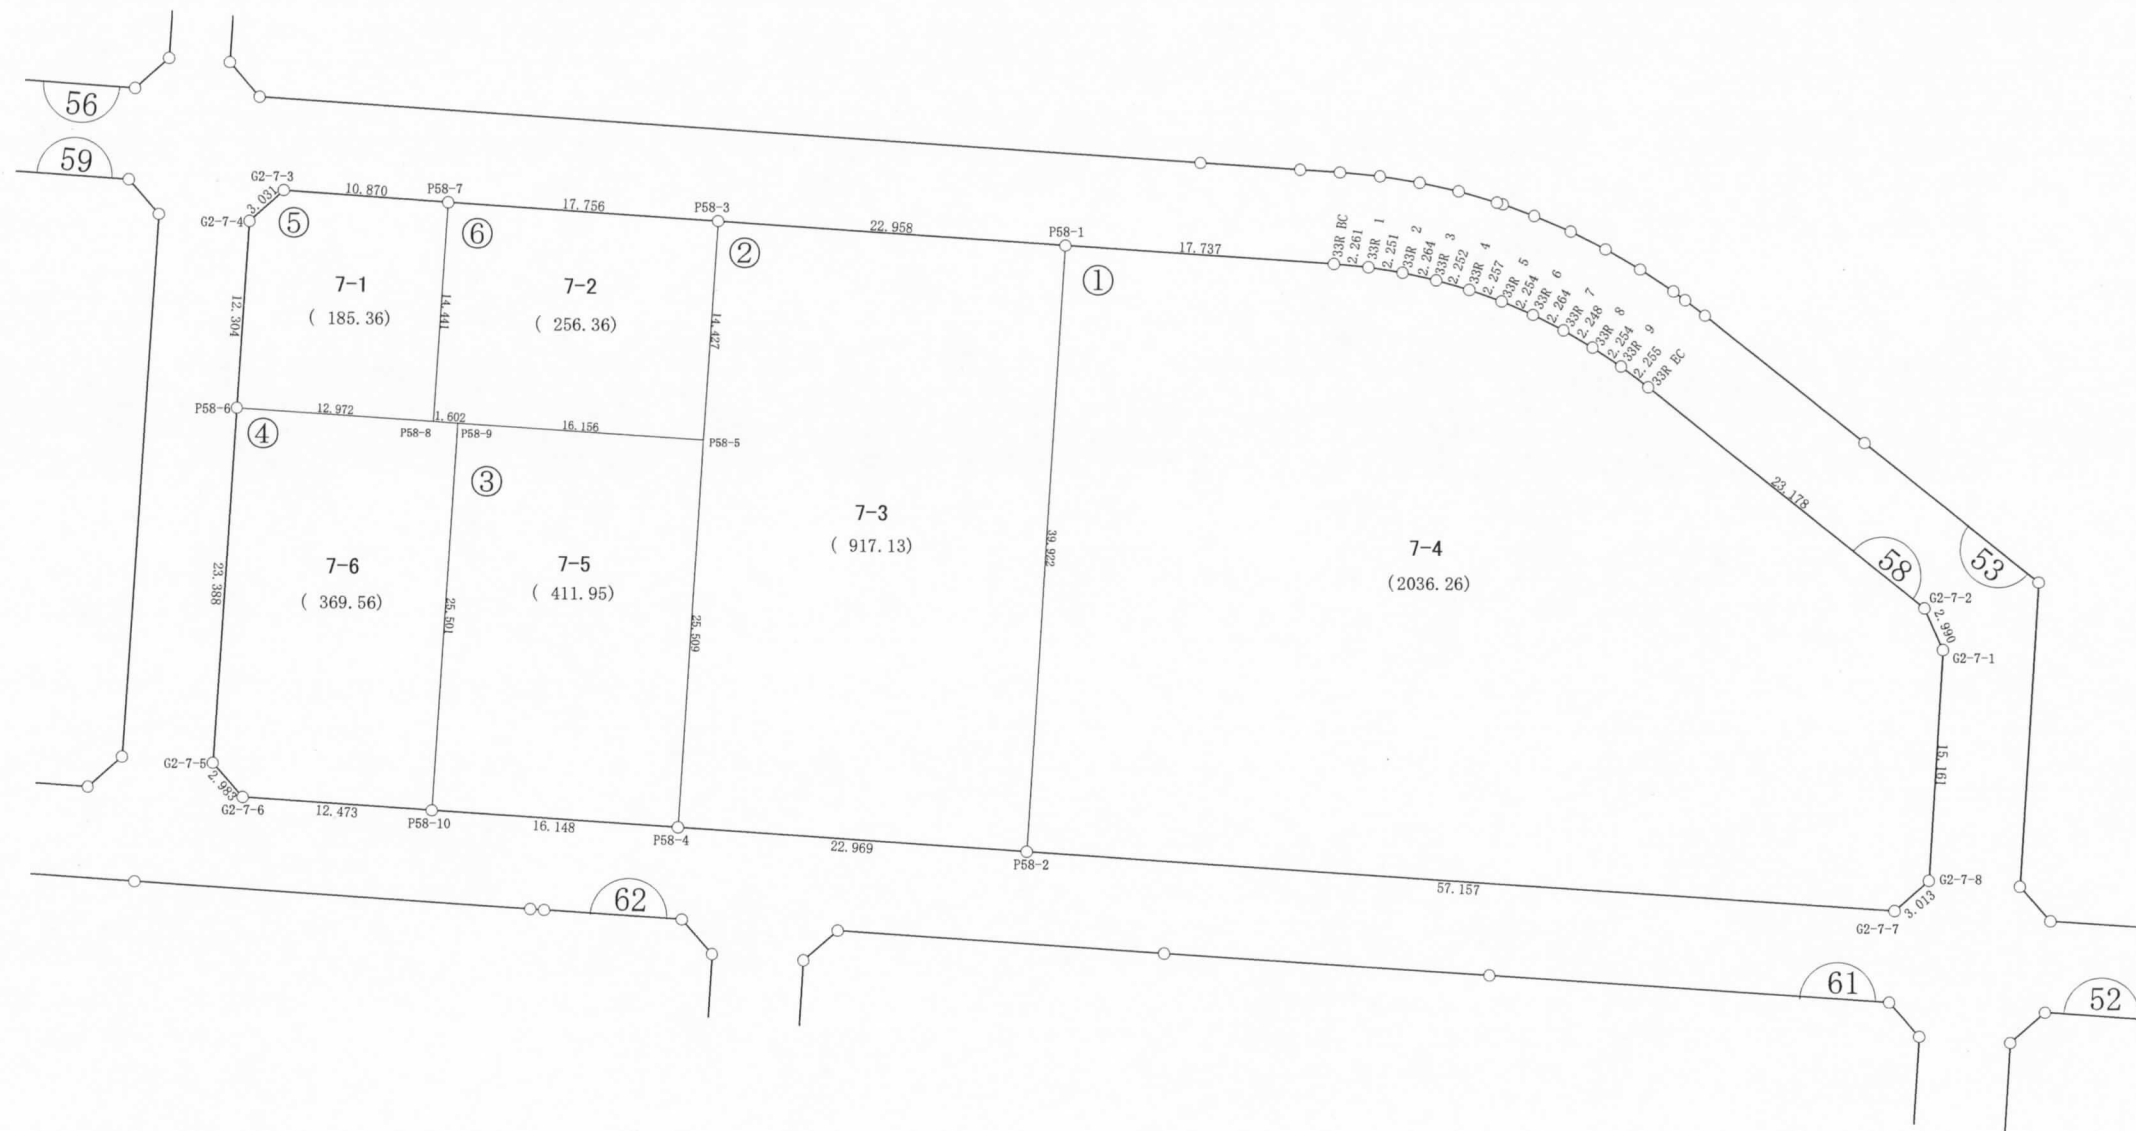 56
59
G2-7-3
10.870
P58-7
17.756
P58-3
22.958
P58-1
17.737
33R BC
2.261
33R 1
2.251
33R 2
2.264
33R 3
2.252
33R 4
2.257
33R 5
2.254
33R 6
2.264
33R 7
2.248
33R 8
2.254
33R 9
2.255
33R EC
3.031
G2-7-4
⑤
⑥
②
①
7-1
( 185.36)
7-2
( 256.36)
12.304
14.441
14.427
P58-6
12.972
1.602
16.156
P58-8
P58-9
P58-5
④
③
23.178
7-3
( 917.13)
39.922
7-4
(2036.26)
58
53
7-6
( 369.56)
7-5
( 411.95)
23.388
25.501
25.509
G2-7-2
2.990
G2-7-1
15.161
G2-7-5
2.983
G2-7-6
12.473
P58-10
16.148
P58-4
22.969
P58-2
57.157
G2-7-8
3.013
G2-7-7
62
61
52